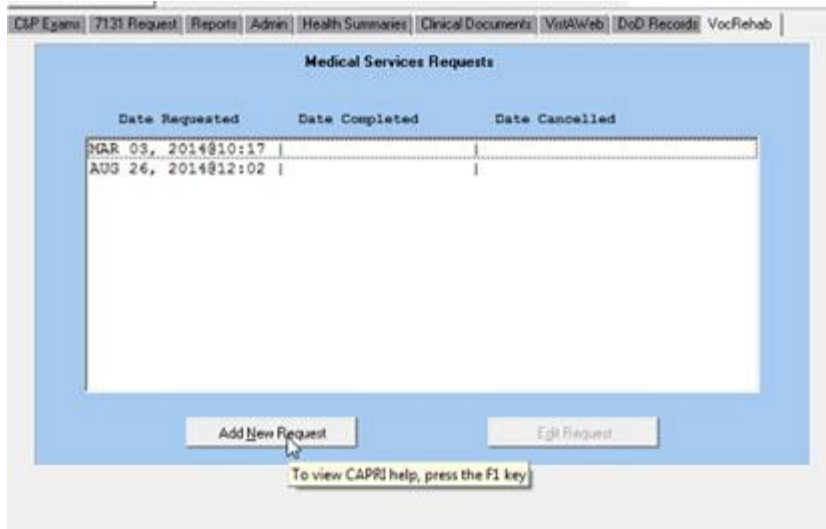 C&P Exams 7131 Request Reports Admin Health Summaries Clinical Documents VistAWeb DoD Records VocRehab
Medical Services Requests
Date Requested Date Completed Date Cancelled
MAR 03, 2014@10:17 | |
AUG 26, 2014@12:02 | |
Add New Request Edit Request
To view CAPRI help, press the F1 key